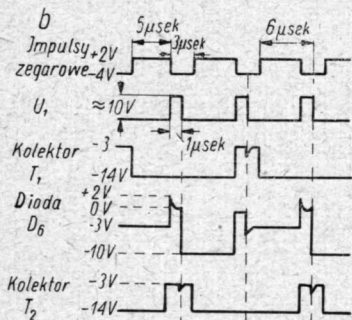 b
5μsek
6μsek
3μsek
Impulsy
zegarowe
+2V
-4V
U₁
≈10V
1μsek
Kolektor
T₁
-3
-14V
Dioda
D₆
+2V
0V
-3V
-10V
Kolektor
T₂
-3V
-14V